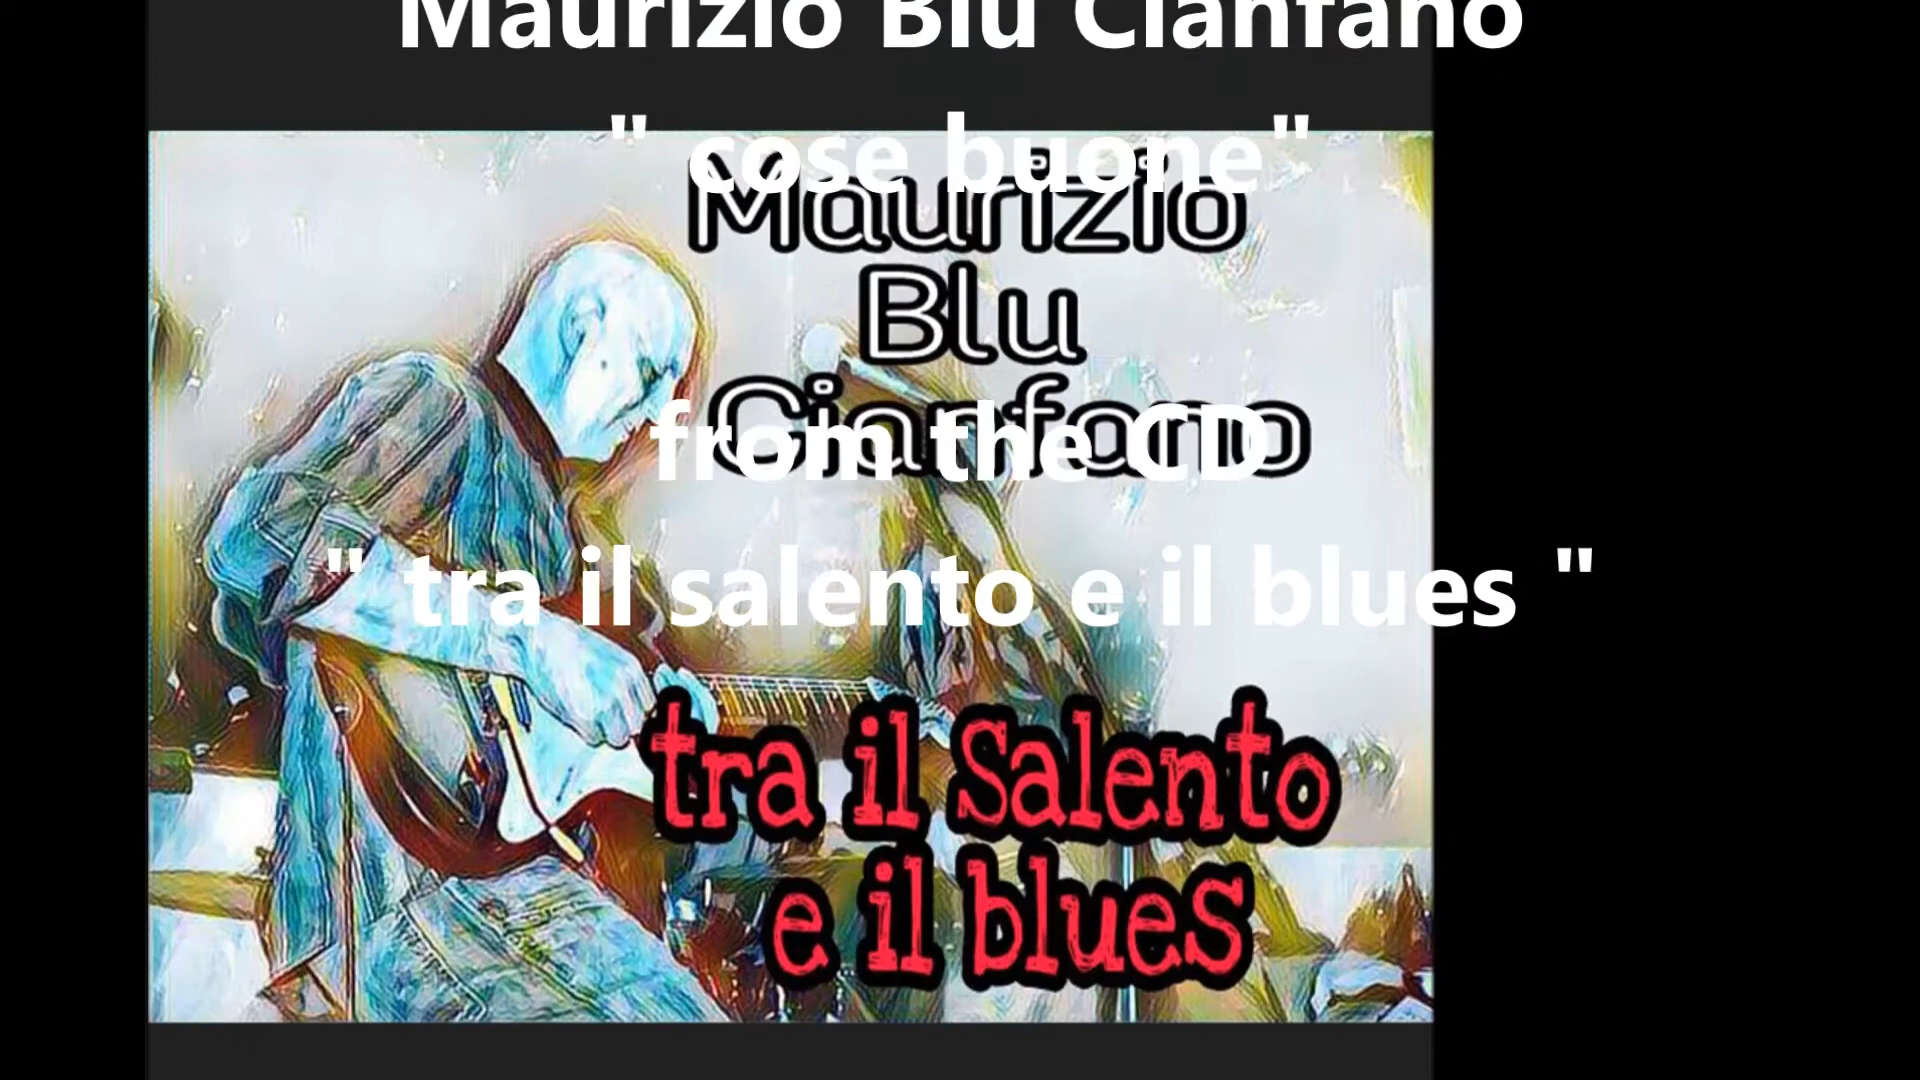 Maurizio Blu Cianfano
" cose buone"
Maurizio
Blu
Cianfano
from the CD
" tra il salento e il blues "
tra il Salento
e il blues